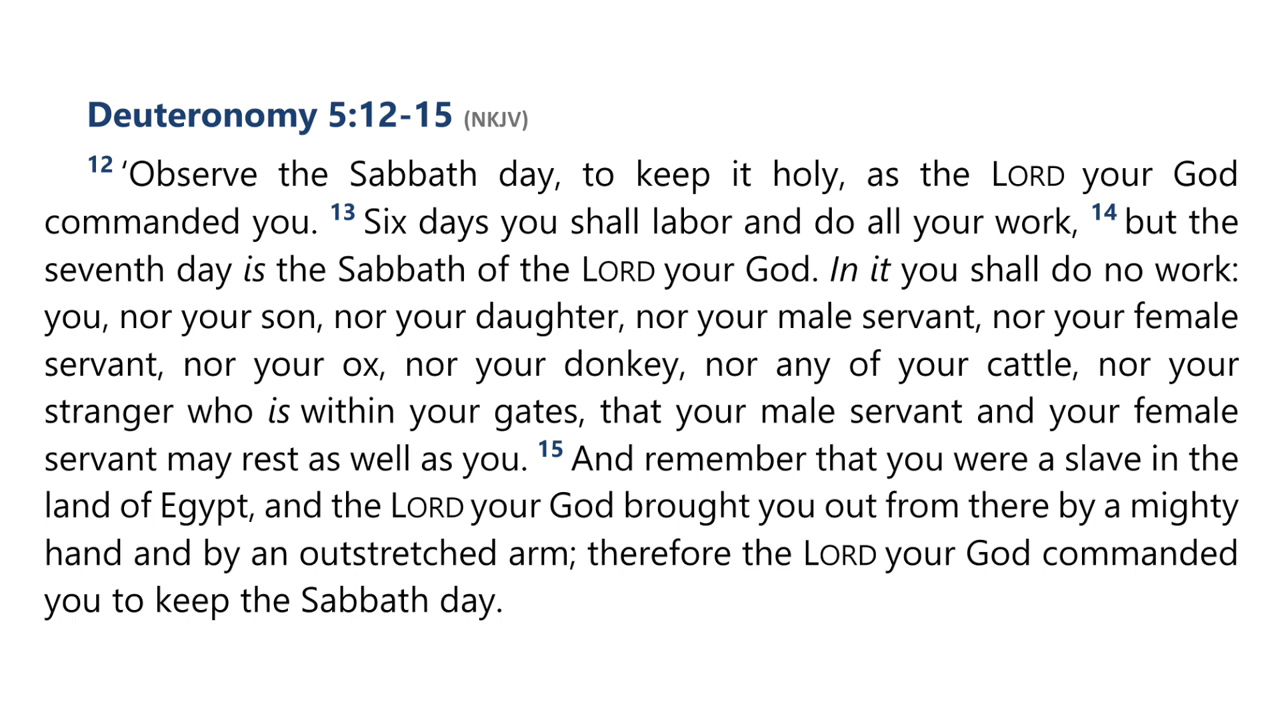 Deuteronomy 5:12-15 (NKJV)
12 ‘Observe the Sabbath day, to keep it holy, as the LORD your God
commanded you. 13 Six days you shall labor and do all your work, 14 but the
seventh day is the Sabbath of the LORD your God. In it you shall do no work:
you, nor your son, nor your daughter, nor your male servant, nor your female
servant, nor your ox, nor your donkey, nor any of your cattle, nor your
stranger who is within your gates, that your male servant and your female
servant may rest as well as you. 15 And remember that you were a slave in the
land of Egypt, and the LORD your God brought you out from there by a mighty
hand and by an outstretched arm; therefore the LORD your God commanded
you to keep the Sabbath day.